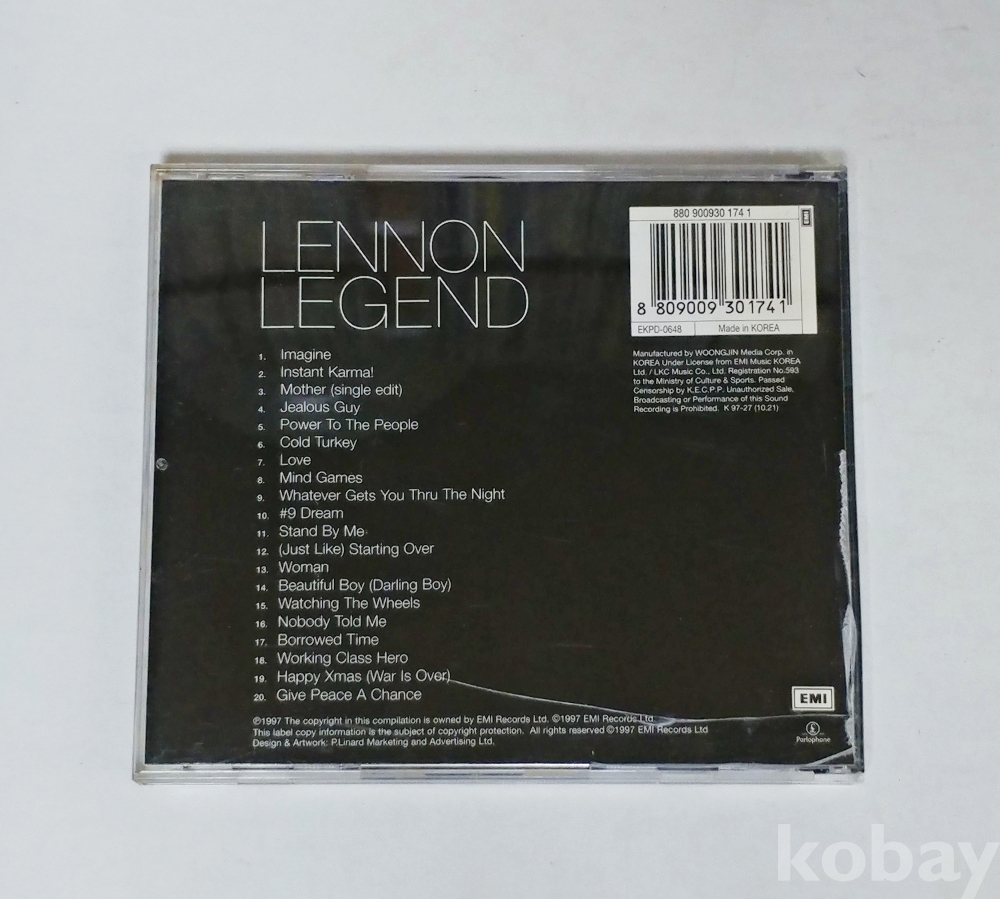 LENNON
LEGEND
1. Imagine
2. Instant Karma!
3. Mother (single edit)
4. Jealous Guy
5. Power To The People
6. Cold Turkey
7. Love
8. Mind Games
9. Whatever Gets You Thru The Night
10. #9 Dream
11. Stand By Me
12. (Just Like) Starting Over
13. Woman
14. Beautiful Boy (Darling Boy)
15. Watching The Wheels
16. Nobody Told Me
17. Borrowed Time
18. Working Class Hero
19. Happy Xmas (War Is Over)
20. Give Peace A Chance
℗1997 The copyright in this compilation is owned by EMI Records Ltd. ©1997 EMI Records Ltd.
This label copy information is the subject of copyright protection. All rights reserved ©1997 EMI Records Ltd
Design & Artwork: P.Linard Marketing and Advertising Ltd.
880 900930 174 1
EMI
8 809009 301741
EKPD-0648 Made in KOREA
Manufactured by WOONGJIN Media Corp. in
KOREA Under License from EMI Music KOREA
Ltd. / LKC Music Co., Ltd. Registration No.593
to the Ministry of Culture & Sports. Passed
Censorship by K.E.C.P.P. Unauthorized Sale,
Broadcasting or Performance of this Sound
Recording is Prohibited. K 97-27 (10.21)
EMI
Parlophone
kobay